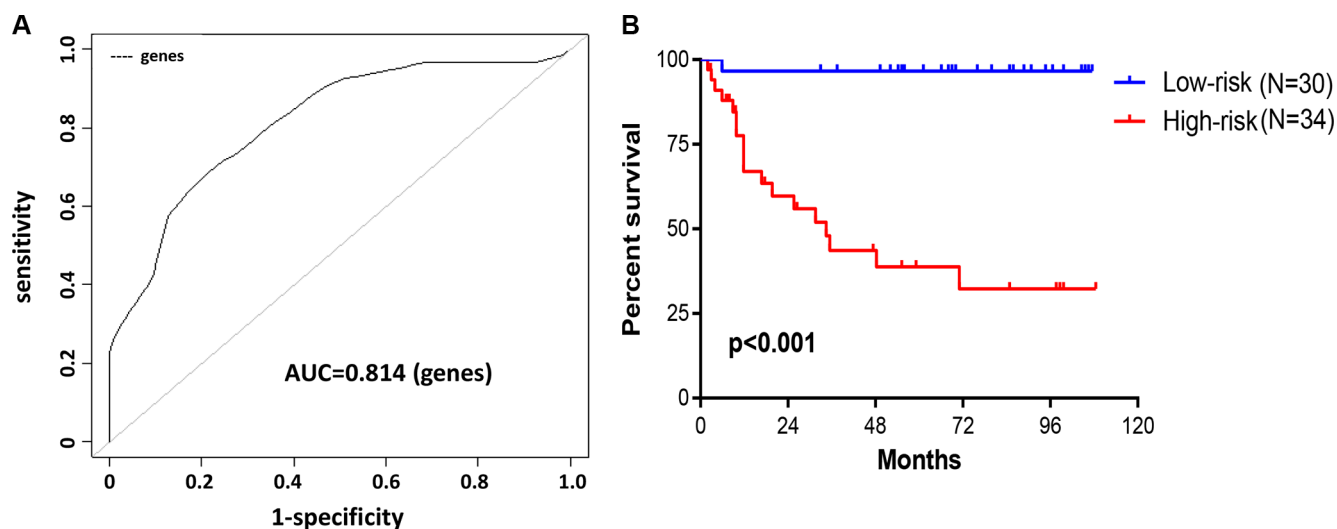 A
genes
sensitivity
1.0
0.8
0.6
0.4
0.2
0
AUC=0.814 (genes)
0 0.2 0.4 0.6 0.8 1.0
1-specificity
B
Percent survival
100
75
50
25
0
p<0.001
0 24 48 72 96 120
Months
Low-risk (N=30)
High-risk (N=34)